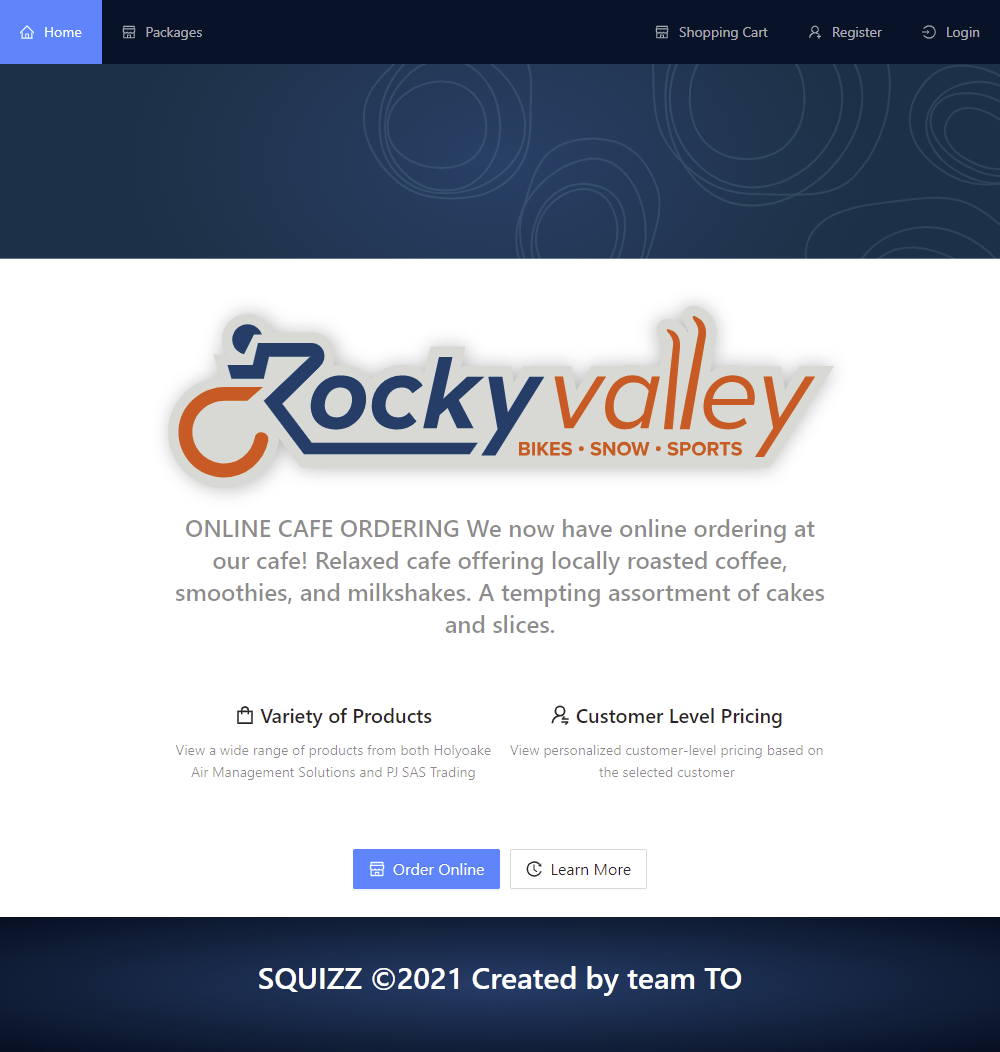 Home Packages Shopping Cart Register Login
Rockyvalley
BIKES • SNOW • SPORTS
ONLINE CAFE ORDERING We now have online ordering at
our cafe! Relaxed cafe offering locally roasted coffee,
smoothies, and milkshakes. A tempting assortment of cakes
and slices.
Variety of Products
View a wide range of products from both Holyoake
Air Management Solutions and PJ SAS Trading
Customer Level Pricing
View personalized customer-level pricing based on
the selected customer
Order Online Learn More
SQUIZZ ©2021 Created by team TO